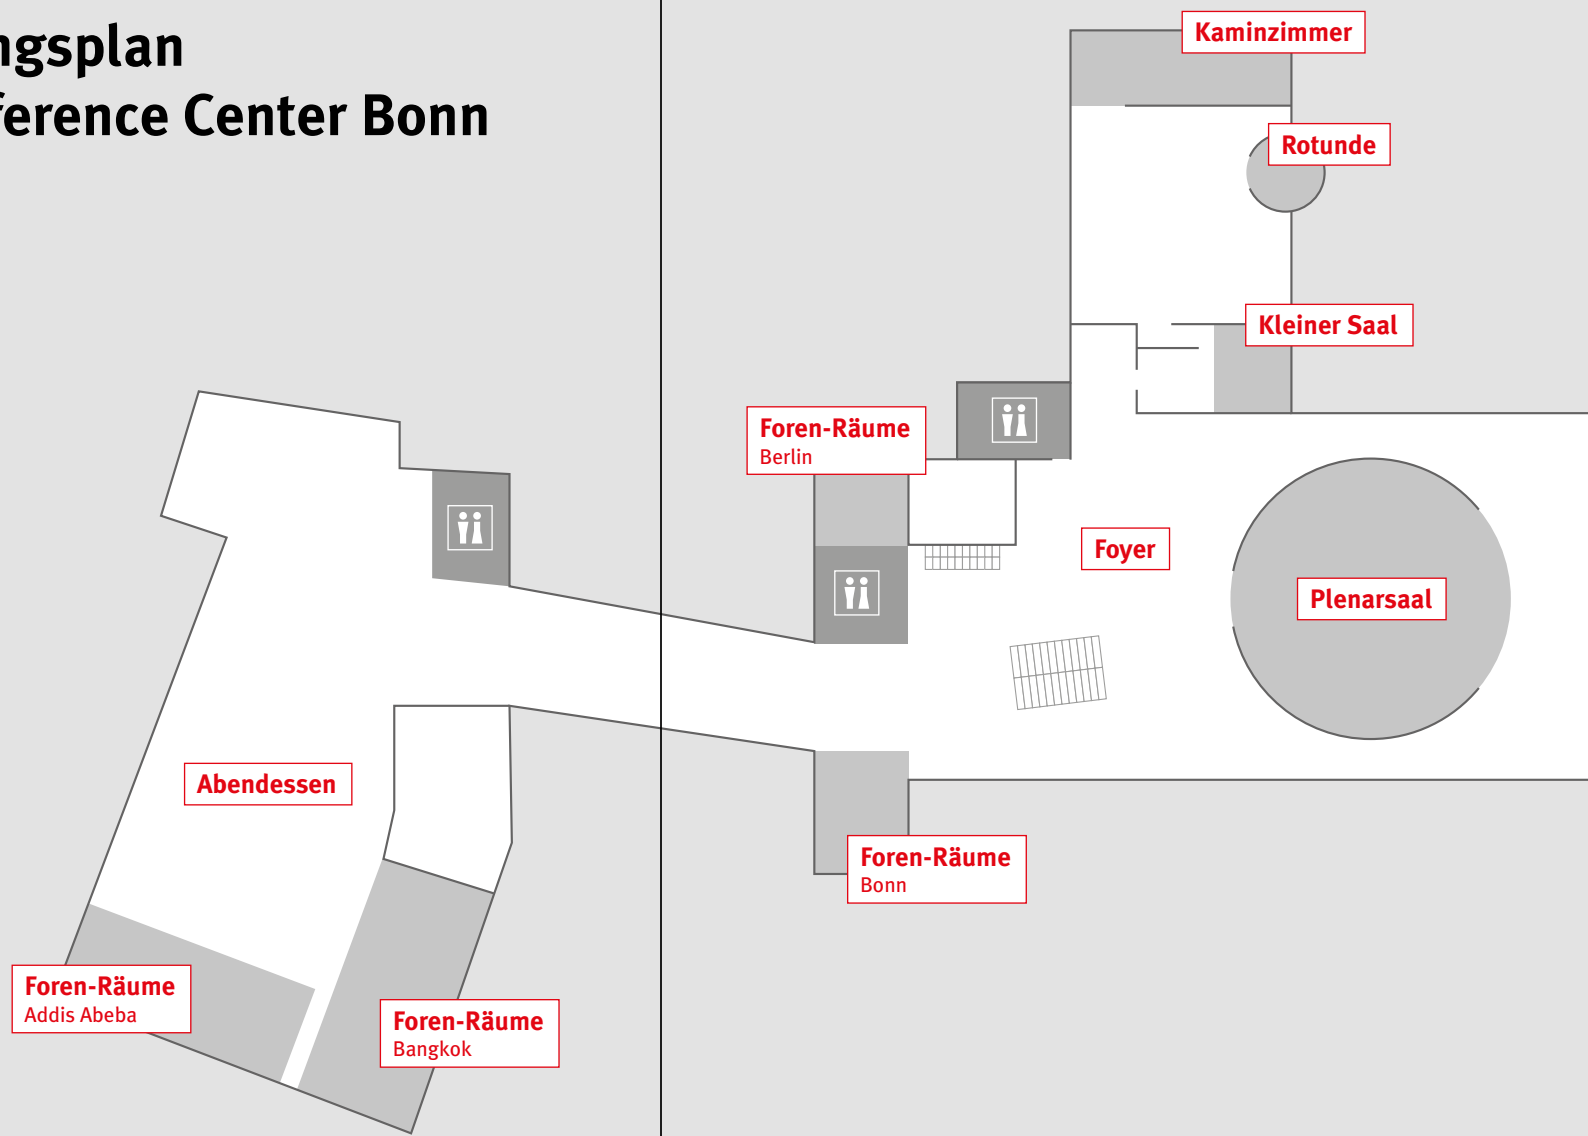 ngsplan
ference Center Bonn
Kaminzimmer
Rotunde
Kleiner Saal
Foren-Räume
Berlin
Foyer
Plenarsaal
Abendessen
Foren-Räume
Bonn
Foren-Räume
Addis Abeba
Foren-Räume
Bangkok